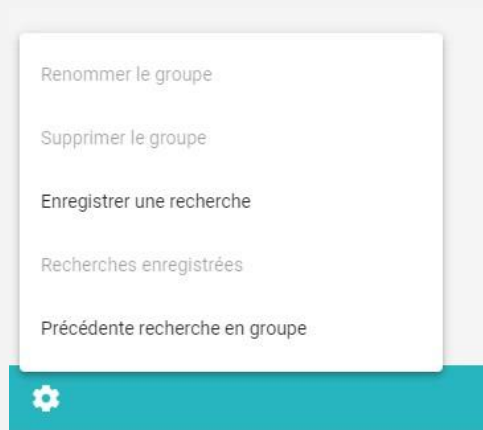 Renommer le groupe
Supprimer le groupe
Enregistrer une recherche
Recherches enregistrées
Précédente recherche en groupe